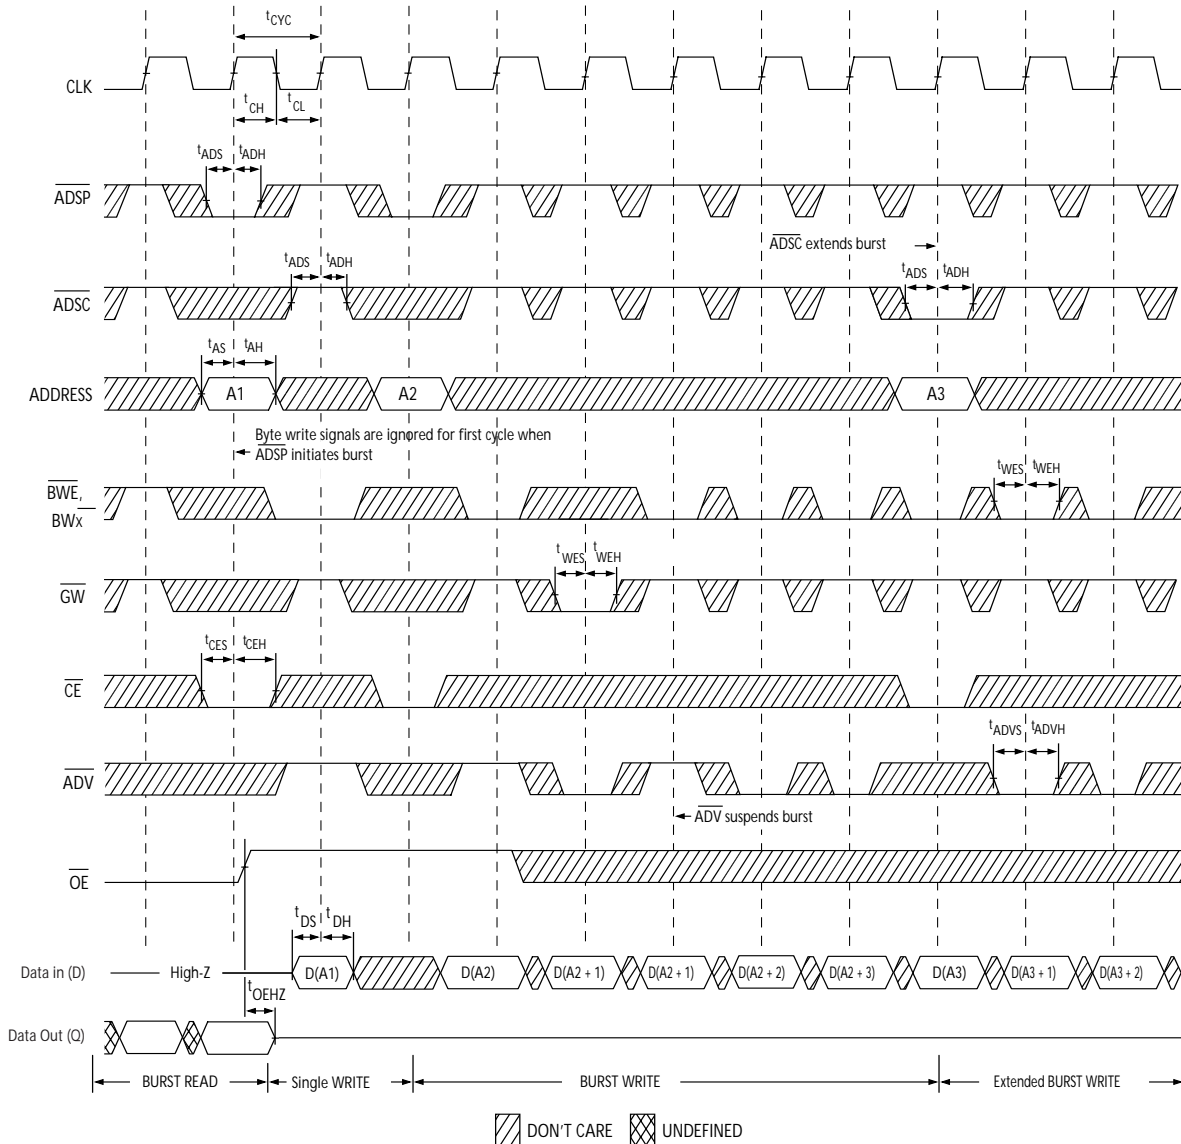 tCYC
CLK
tCH
tCL
tADS tADH
ADSP
ADSC extends burst
tADS tADH
tADS tADH
ADSC
tAS tAH
ADDRESS
A1
A2
A3
Byte write signals are ignored for first cycle when
ADSP initiates burst
BWE,
BWx
tWES tWEH
tWES tWEH
GW
tCES tCEH
CE
tADVS tADVH
ADV
ADV suspends burst
OE
tDS tDH
Data in (D)
High-Z
D(A1)
D(A2)
D(A2 + 1)
D(A2 + 1)
D(A2 + 2)
D(A2 + 3)
D(A3)
D(A3 + 1)
D(A3 + 2)
tOEHZ
Data Out (Q)
BURST READ
Single WRITE
BURST WRITE
Extended BURST WRITE
DON'T CARE
UNDEFINED